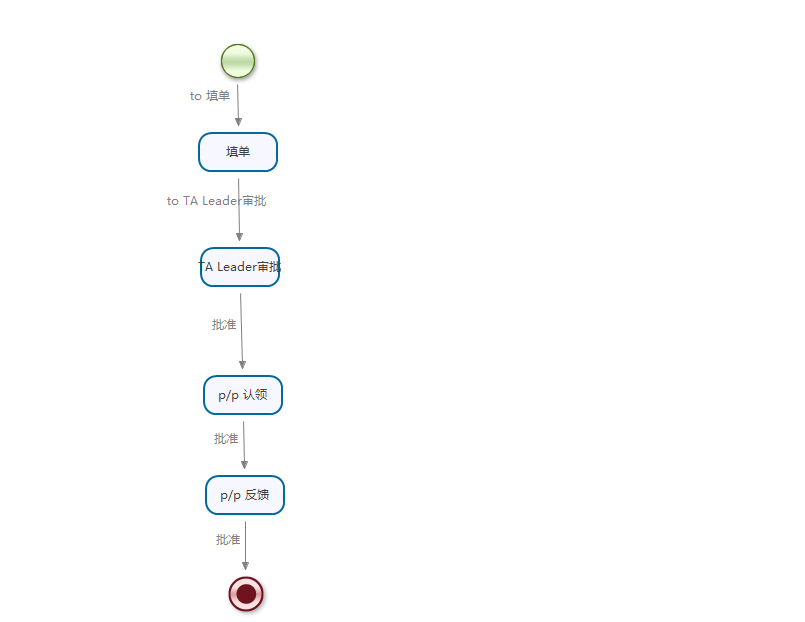 to 填单
填单
to TA Leader审批
TA Leader审批
批准
p/p 认领
批准
p/p 反馈
批准